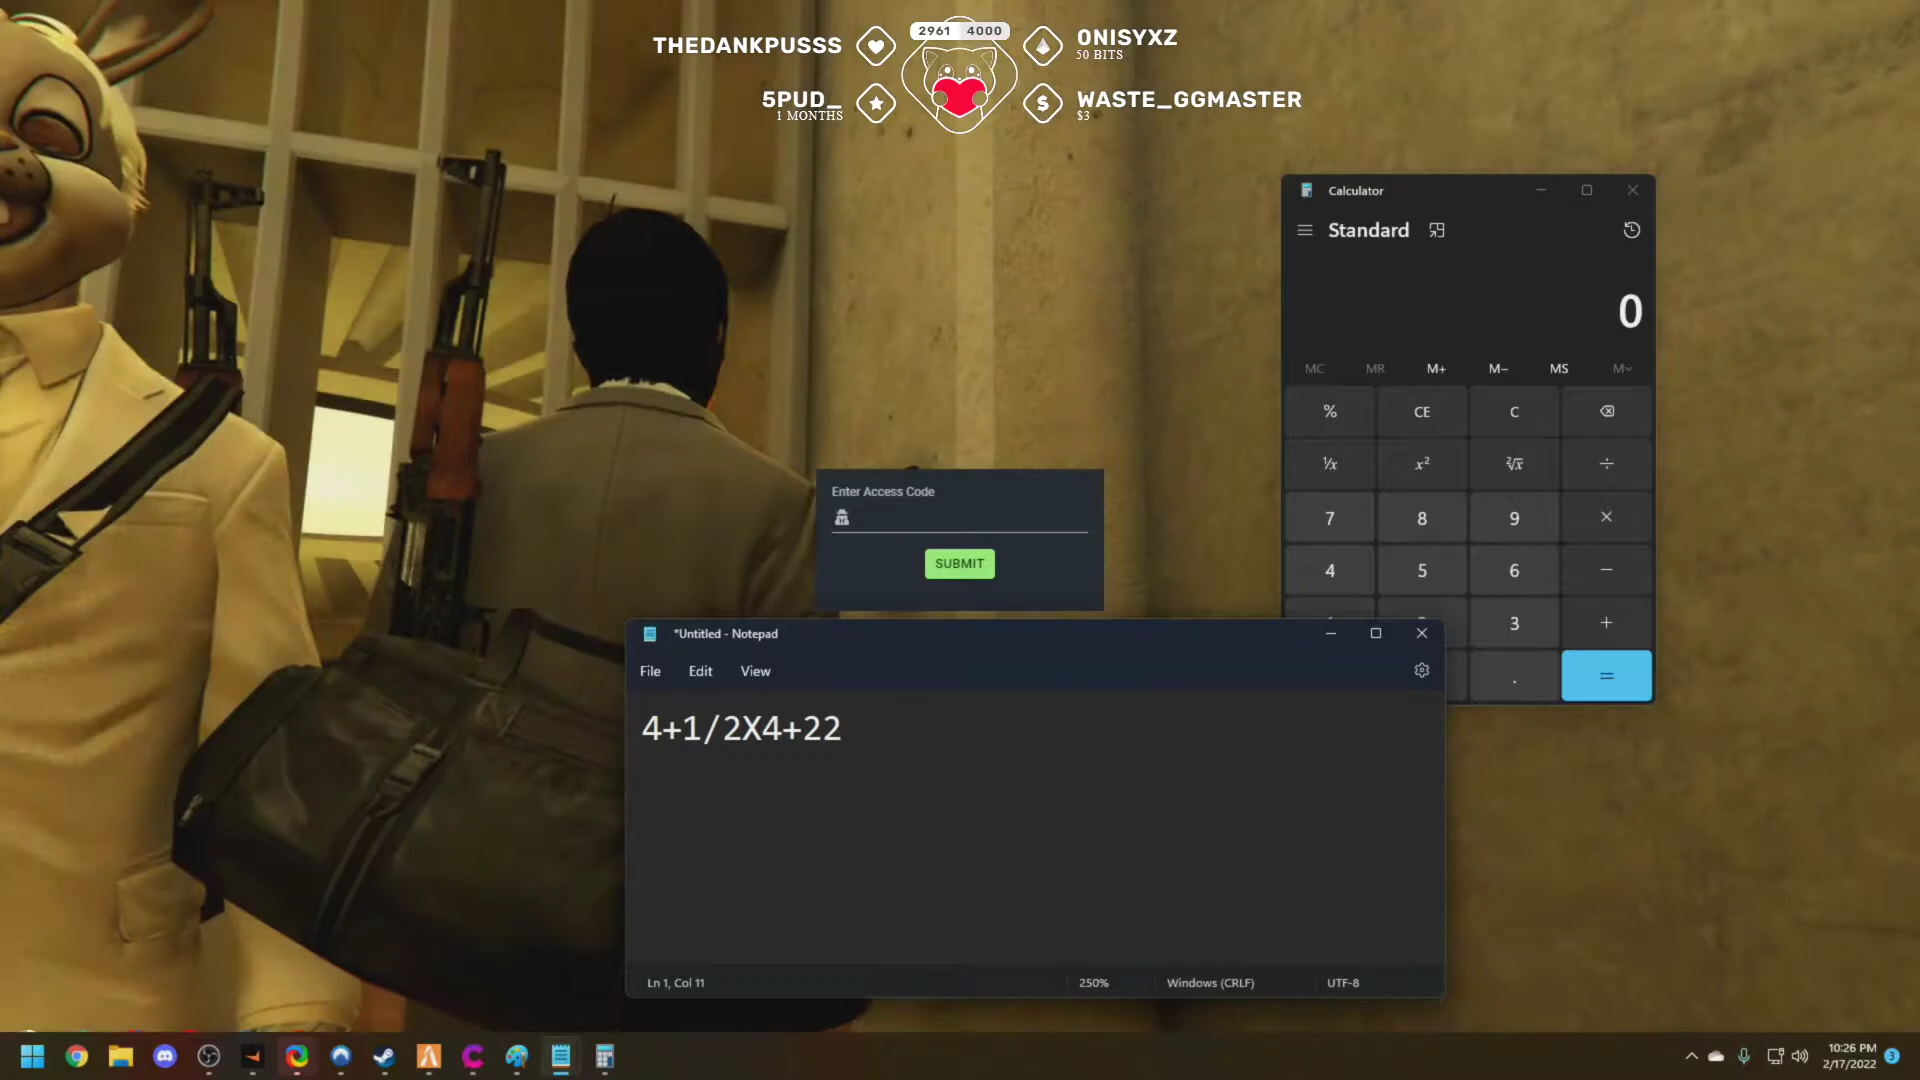 2961 4000
THEDANKPUSSS
0NISYXZ
50 BITS
5PUD_
1 MONTHS
WASTE_GGMASTER
$3
Calculator
Standard
0
MC MR M+ M− MS M˅
% CE C
⅟x x² ²√x ÷
7 8 9 ×
4 5 6 −
3 +
. =
Enter Access Code
SUBMIT
*Untitled - Notepad
File Edit View
4+1/2X4+22
Ln 1, Col 11 250% Windows (CRLF) UTF-8
10:26 PM
2/17/2022
3